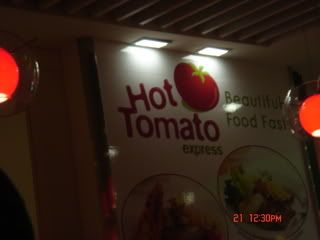 Hot
Tomato
express
Beautiful
Food Fast
21 12:30PM